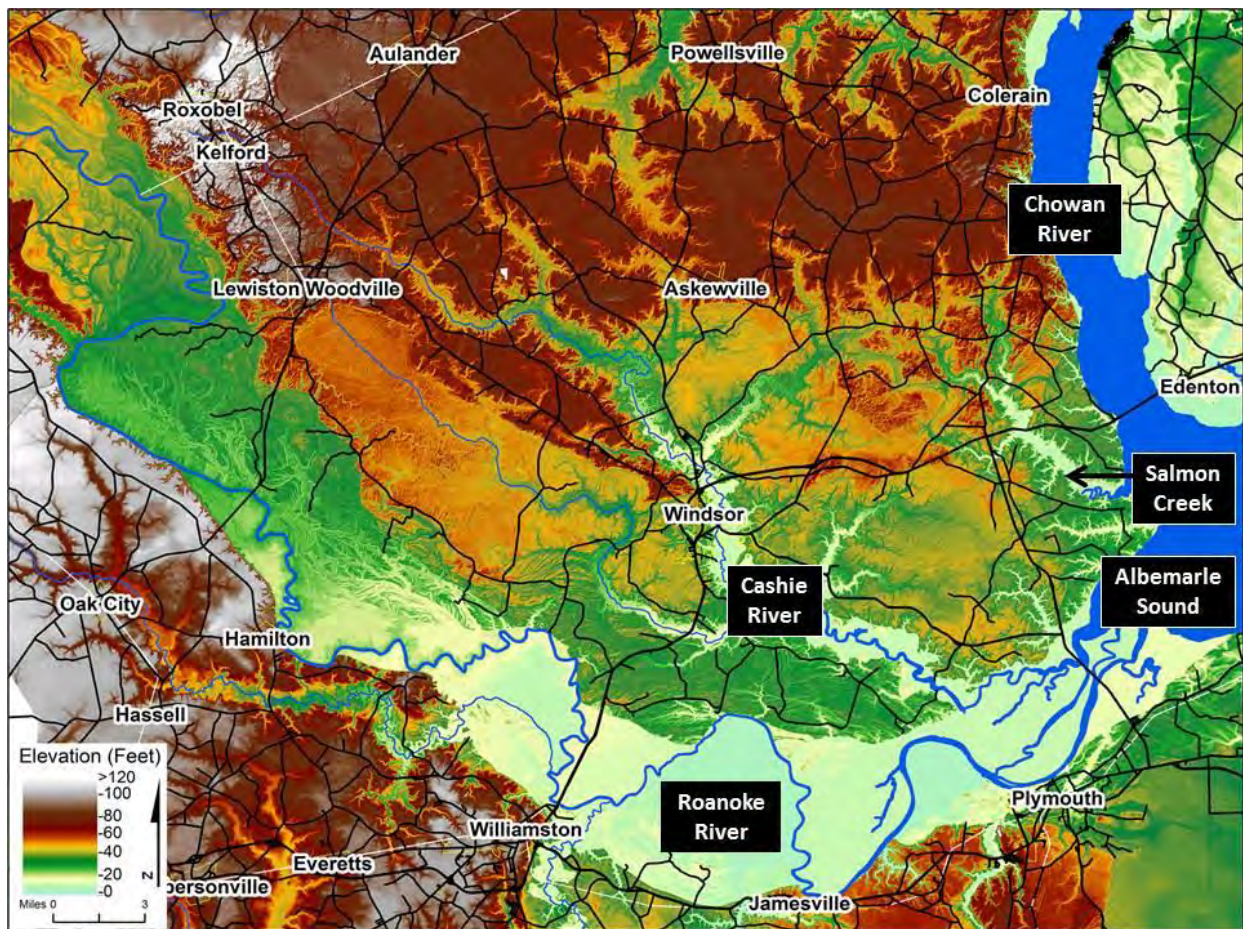 Aulander
Powellsville
Roxobel
Colerain
Kelford
Chowan
River
Lewiston Woodville
Askewville
Edenton
Salmon
Creek
Windsor
Albemarle
Sound
Cashie
River
Oak City
Hamilton
Hassell
Elevation (Feet)
>120
-100
-80
-60
-40
-20
-0
Miles 0 3
N
Roanoke
River
Plymouth
Williamston
Everetts
bersonville
Jamesville